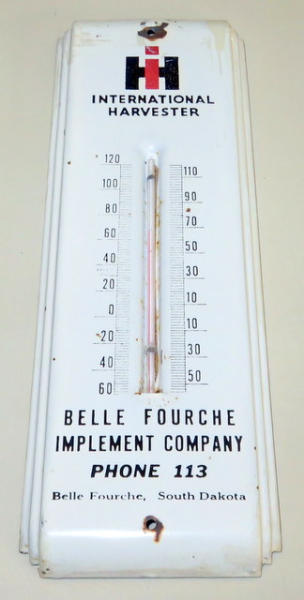 IH
INTERNATIONAL
HARVESTER
120
110
100
90
80
70
60
50
40
30
20
10
0
10
20
30
40
50
60
BELLE FOURCHE
IMPLEMENT COMPANY
PHONE 113
Belle Fourche, South Dakota